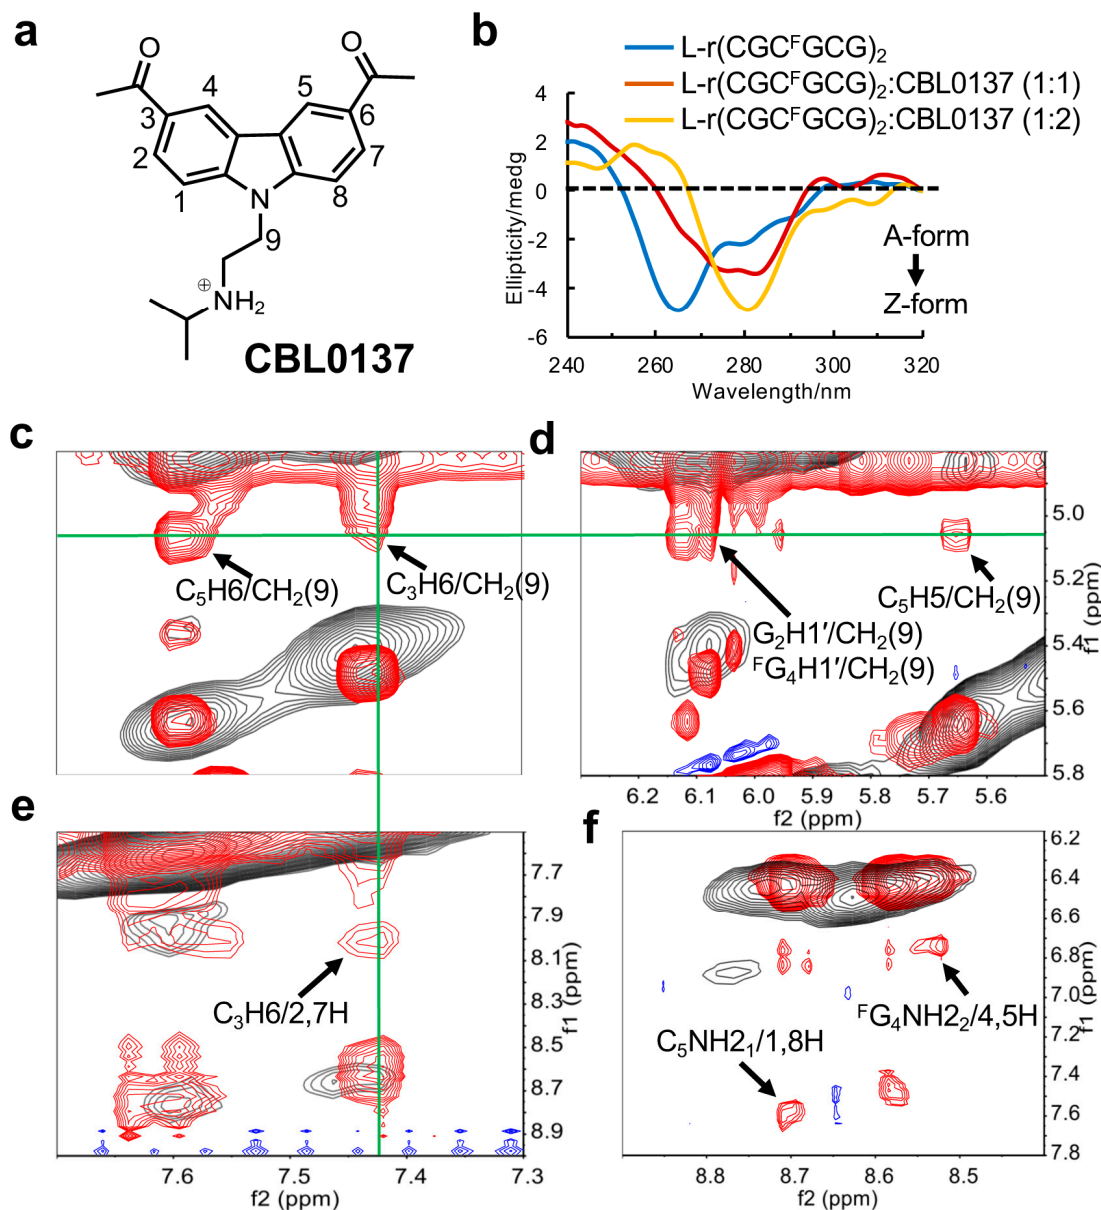 a
O
O
4
5
3
6
2
7
1
8
N
9
⊕
NH₂
CBL0137
b
L-r(CGCᶠGCG)₂
L-r(CGCᶠGCG)₂:CBL0137 (1:1)
L-r(CGCᶠGCG)₂:CBL0137 (1:2)
4
2
0
-2
-4
-6
Ellipticity/medg
A-form
Z-form
240 260 280 300 320
Wavelength/nm
c
C₅H6/CH₂(9)
C₃H6/CH₂(9)
d
G₂H1′/CH₂(9)
ᶠG₄H1′/CH₂(9)
C₅H5/CH₂(9)
5.0
5.2
5.4
5.6
5.8
f1 (ppm)
6.2 6.1 6.0 5.9 5.8 5.7 5.6
f2 (ppm)
e
C₃H6/2,7H
7.7
7.9
8.1
8.3
8.5
8.7
8.9
f1 (ppm)
7.6 7.5 7.4 7.3
f2 (ppm)
f
ᶠG₄NH2₂/4,5H
C₅NH2₁/1,8H
6.2
6.4
6.6
6.8
7.0
7.2
7.4
7.6
7.8
f1 (ppm)
8.8 8.7 8.6 8.5
f2 (ppm)